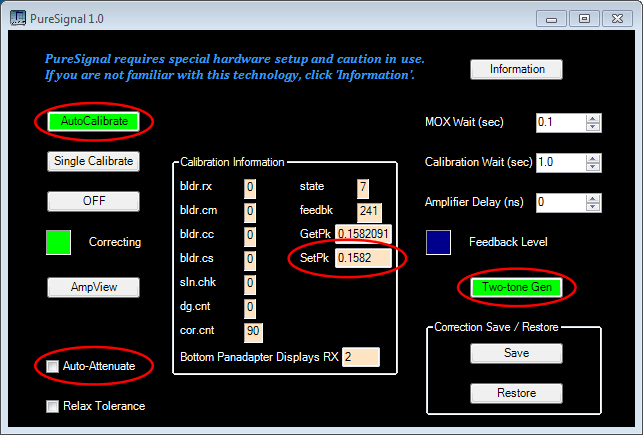 PureSignal 1.0
PureSignal requires special hardware setup and caution in use.
If you are not familiar with this technology, click 'Information'.
Information
AutoCalibrate
MOX Wait (sec) 0.1
Single Calibrate
Calibration Information
Calibration Wait (sec) 1.0
bldr.rx 0 state 7
OFF
Amplifier Delay (ns) 0
bldr.cm 0 feedbk 241
Correcting
bldr.cc 0 GetPk 0.1582091
Feedback Level
bldr.cs 0 SetPk 0.1582
AmpView
sln.chk 0
Two-tone Gen
dg.cnt 0
cor.cnt 90
Correction Save / Restore
Bottom Panadapter Displays RX 2
Save
Auto-Attenuate
Restore
Relax Tolerance